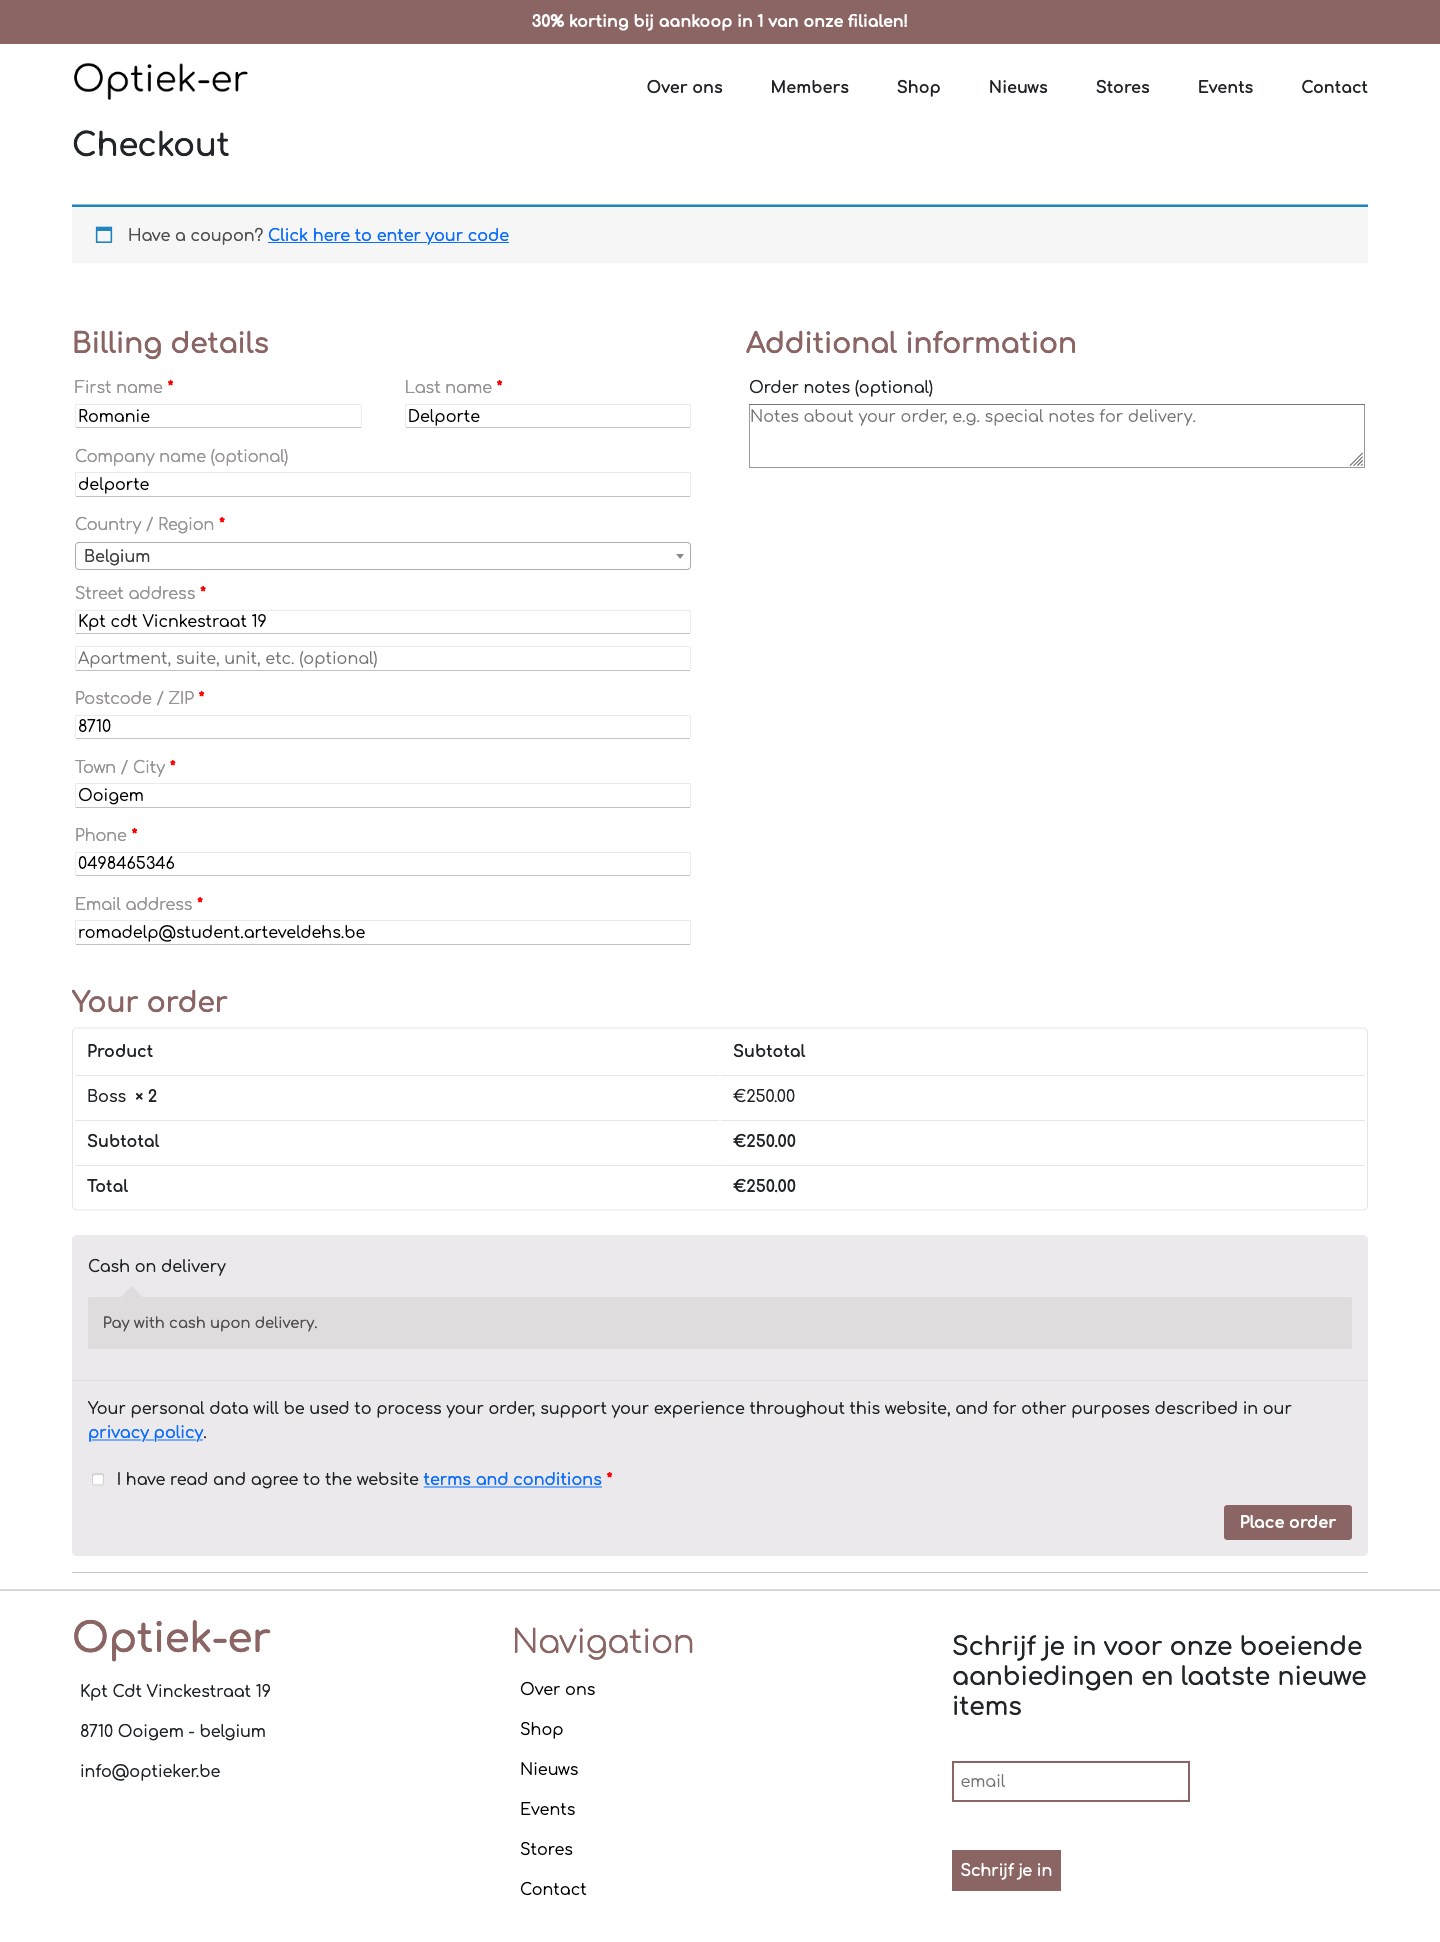 30% korting bij aankoop in 1 van onze filialen!
Optiek-er
Over ons Members Shop Nieuws Stores Events Contact
Checkout
Have a coupon? Click here to enter your code
Billing details
First name * Last name *
Romanie Delporte
Company name (optional)
delporte
Country / Region *
Belgium
Street address *
Kpt cdt Vicnkestraat 19
Apartment, suite, unit, etc. (optional)
Postcode / ZIP *
8710
Town / City *
Ooigem
Phone *
0498465346
Email address *
romadelp@student.arteveldehs.be
Additional information
Order notes (optional)
Notes about your order, e.g. special notes for delivery.
Your order
Product Subtotal
Boss × 2 €250.00
Subtotal €250.00
Total €250.00
Cash on delivery
Pay with cash upon delivery.
Your personal data will be used to process your order, support your experience throughout this website, and for other purposes described in our
privacy policy.
I have read and agree to the website terms and conditions *
Place order
Optiek-er
Kpt Cdt Vinckestraat 19
8710 Ooigem - belgium
info@optieker.be
Navigation
Over ons
Shop
Nieuws
Events
Stores
Contact
Schrijf je in voor onze boeiende
aanbiedingen en laatste nieuwe
items
email
Schrijf je in